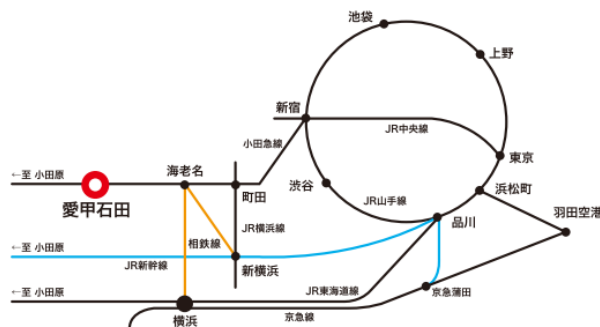 池袋
上野
新宿
JR中央線
小田急線
東京
海老名
←至 小田原
渋谷
浜松町
町田
JR山手線
愛甲石田
品川
羽田空港
JR横浜線
相鉄線
←至 小田原
JR新幹線
新横浜
←至 小田原
JR東海道線
京急蒲田
横浜
京急線